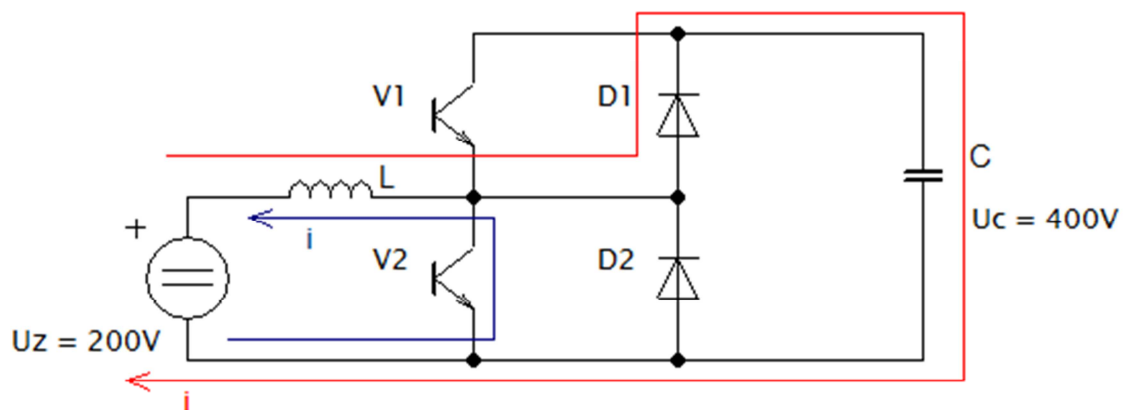 V1
D1
C
L
+
i
Uc = 400V
V2
D2
Uz = 200V
i